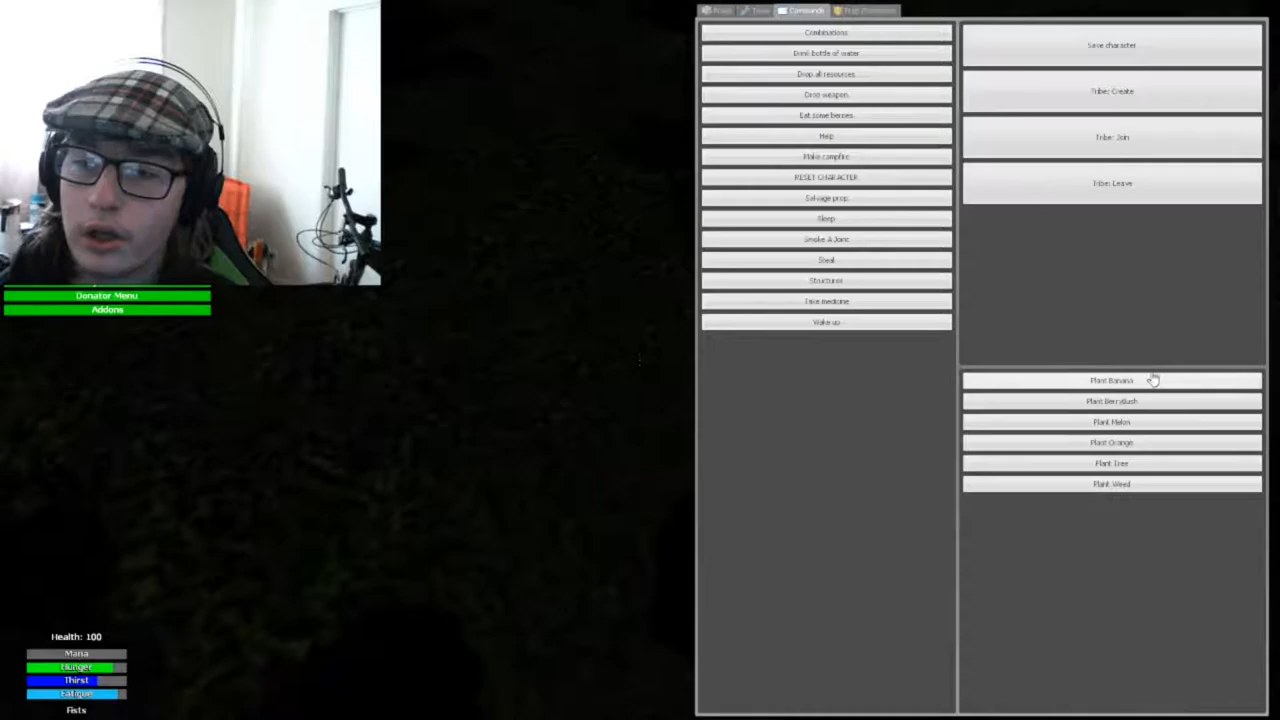 Props
Tools
Commands
Combinations
Drink bottle of water
Drop all resources
Drop weapon.
Eat some berries.
Help
Make campfire
RESET CHARACTER.
Salvage prop.
Sleep
Smoke A Joint
Steal
Structures
Take medicine
Wake up
Save character
Tribe: Create
Tribe: Join
Tribe: Leave
Plant Banana
Plant BerryBush
Plant Melon
Plant Orange
Plant Tree
Plant Weed
Donator Menu
Addons
Health: 100
Mana
Hunger
Thirst
Fatigue
Fists